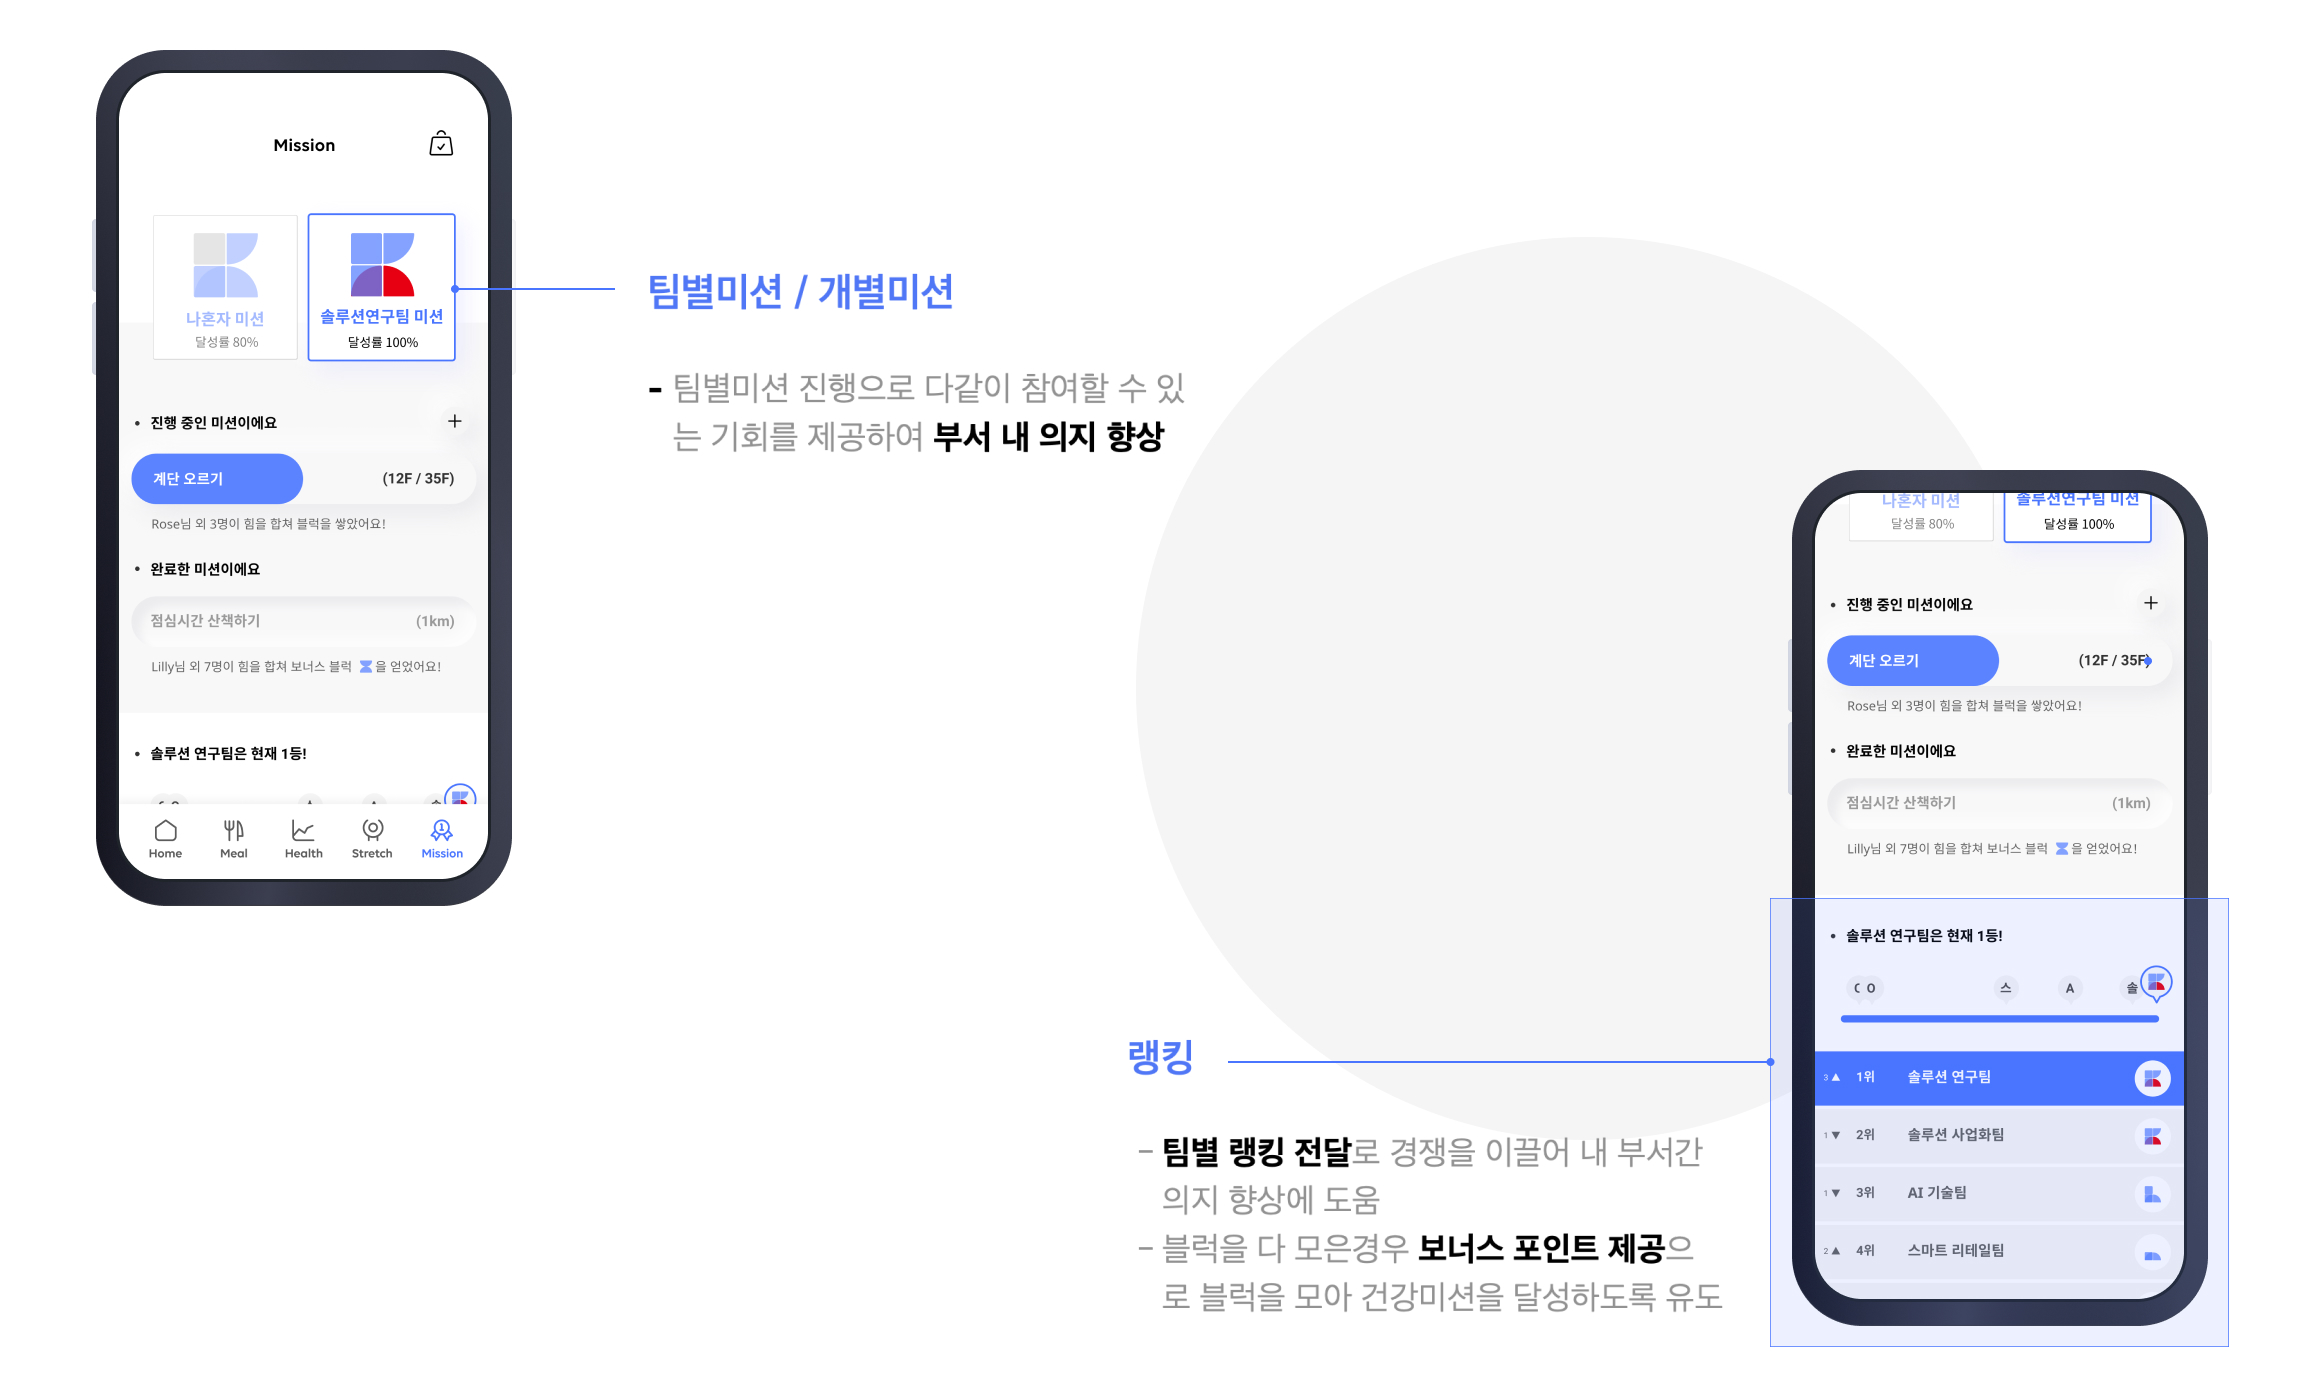 Mission
나혼자 미션
달성률 80%
솔루션연구팀 미션
달성률 100%
• 진행 중인 미션이에요
+
계단 오르기 (12F / 35F)
Rose님 외 3명이 힘을 합쳐 블럭을 쌓았어요!
• 완료한 미션이에요
점심시간 산책하기 (1km)
Lilly님 외 7명이 힘을 합쳐 보너스 블럭 을 얻었어요!
• 솔루션 연구팀은 현재 1등!
Home Meal Health Stretch Mission
팀별미션 / 개별미션
- 팀별미션 진행으로 다같이 참여할 수 있
는 기회를 제공하여 부서 내 의지 향상
나혼자 미션
달성률 80%
솔루션연구팀 미션
달성률 100%
• 진행 중인 미션이에요
+
계단 오르기 (12F / 35F)
Rose님 외 3명이 힘을 합쳐 블럭을 쌓았어요!
• 완료한 미션이에요
점심시간 산책하기 (1km)
Lilly님 외 7명이 힘을 합쳐 보너스 블럭 을 얻었어요!
• 솔루션 연구팀은 현재 1등!
O 스 A 솔
3 ▲ 1위 솔루션 연구팀
1 ▼ 2위 솔루션 사업화팀
1 ▼ 3위 AI 기술팀
2 ▲ 4위 스마트 리테일팀
랭킹
– 팀별 랭킹 전달로 경쟁을 이끌어 내 부서간
의지 향상에 도움
– 블럭을 다 모은경우 보너스 포인트 제공으
로 블럭을 모아 건강미션을 달성하도록 유도